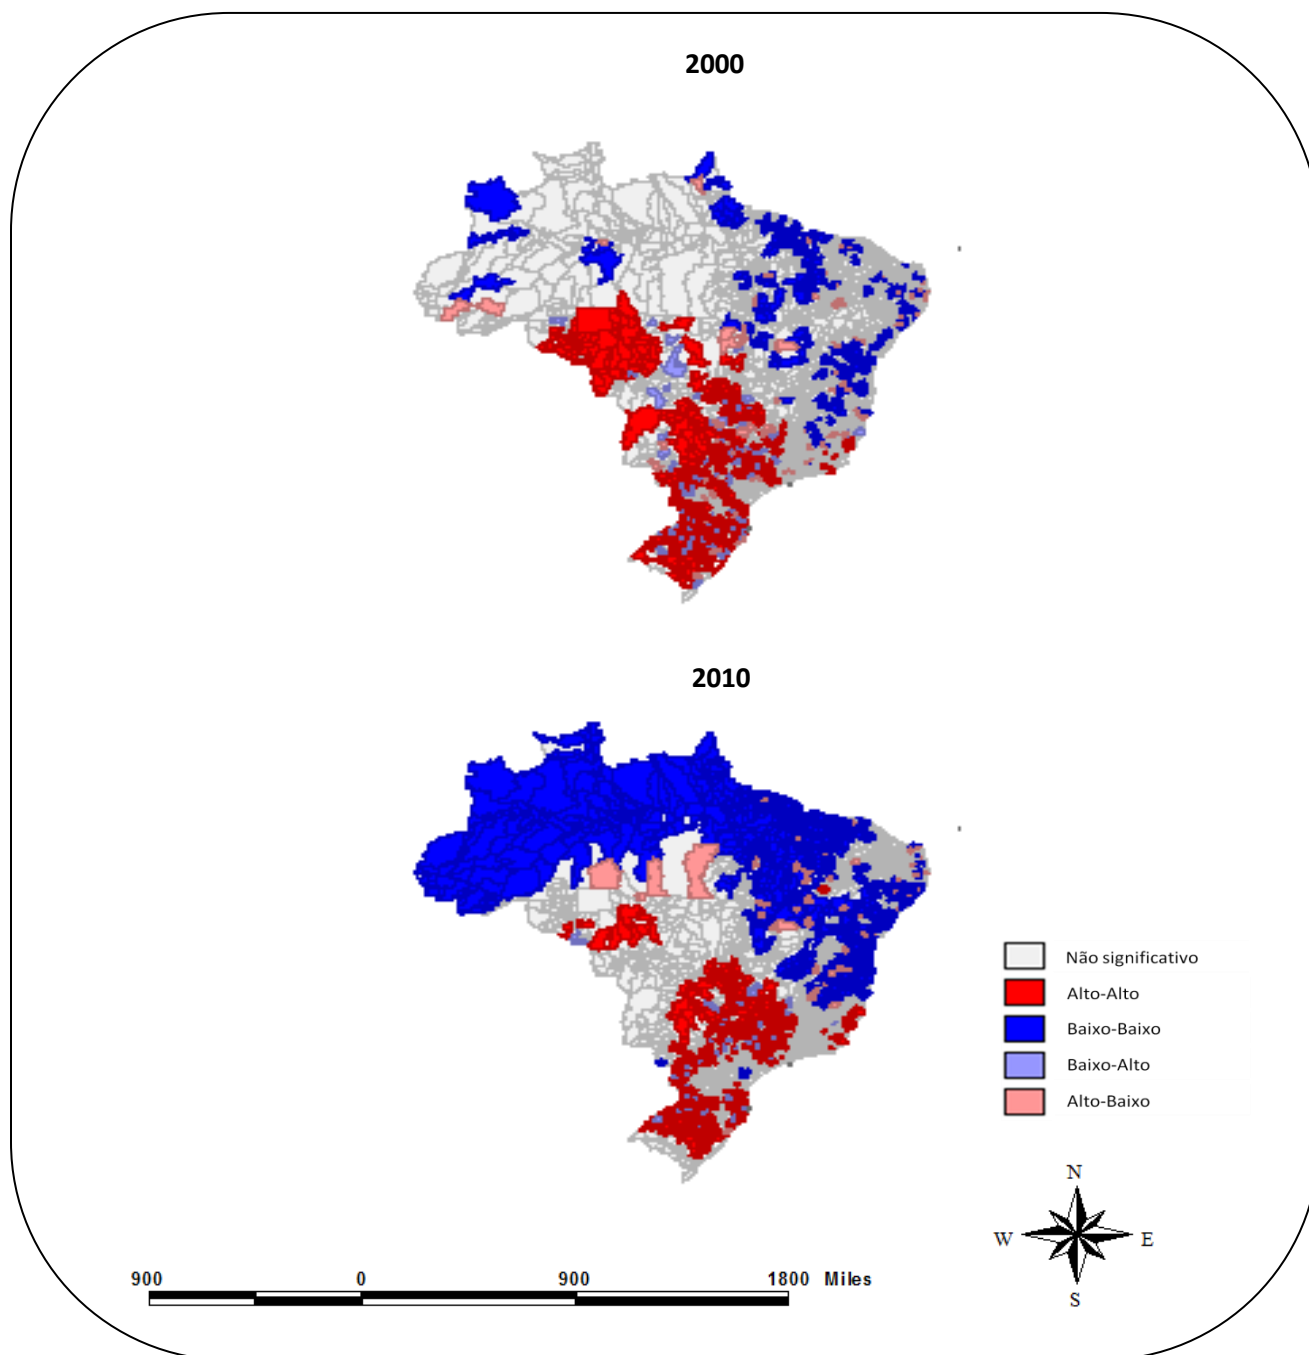 2000
2010
Não significativo
Alto-Alto
Baixo-Baixo
Baixo-Alto
Alto-Baixo
N
W E
S
900 0 900 1800 Miles